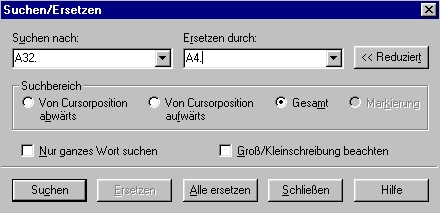 Suchen/Ersetzen
Suchen nach:
Ersetzen durch:
A32.
A4.
<< Reduziert
Suchbereich
Von Cursorposition abwärts
Von Cursorposition aufwärts
Gesamt
Markierung
Nur ganzes Wort suchen
Groß/Kleinschreibung beachten
Suchen
Ersetzen
Alle ersetzen
Schließen
Hilfe